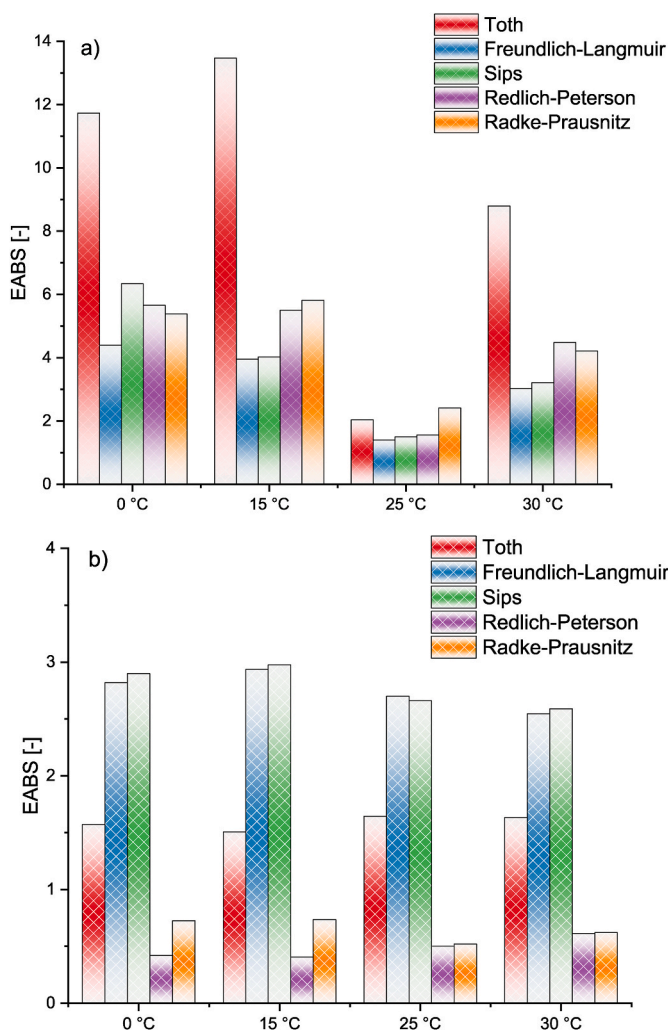 a)
Toth
Freundlich-Langmuir
Sips
Redlich-Peterson
Radke-Prausnitz
EABS [-]
14
12
10
8
6
4
2
0
0 °C 15 °C 25 °C 30 °C
b)
Toth
Freundlich-Langmuir
Sips
Redlich-Peterson
Radke-Prausnitz
EABS [-]
4
3
2
1
0
0 °C 15 °C 25 °C 30 °C